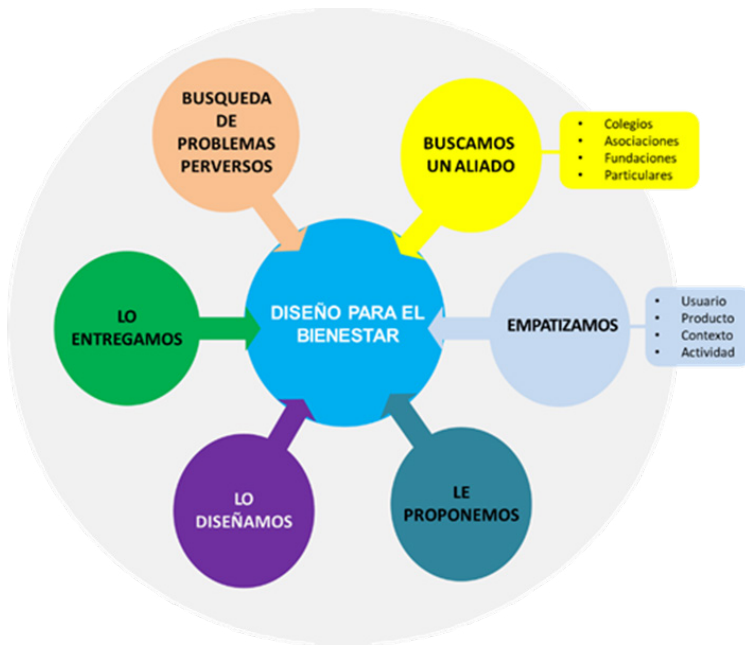 BUSQUEDA
DE
PROBLEMAS
PERVERSOS
BUSCAMOS
UN ALIADO
• Colegios
• Asociaciones
• Fundaciones
• Particulares
EMPATIZAMOS
• Usuario
• Producto
• Contexto
• Actividad
LE
PROPONEMOS
LO
DISEÑAMOS
LO
ENTREGAMOS
DISEÑO PARA EL
BIENESTAR